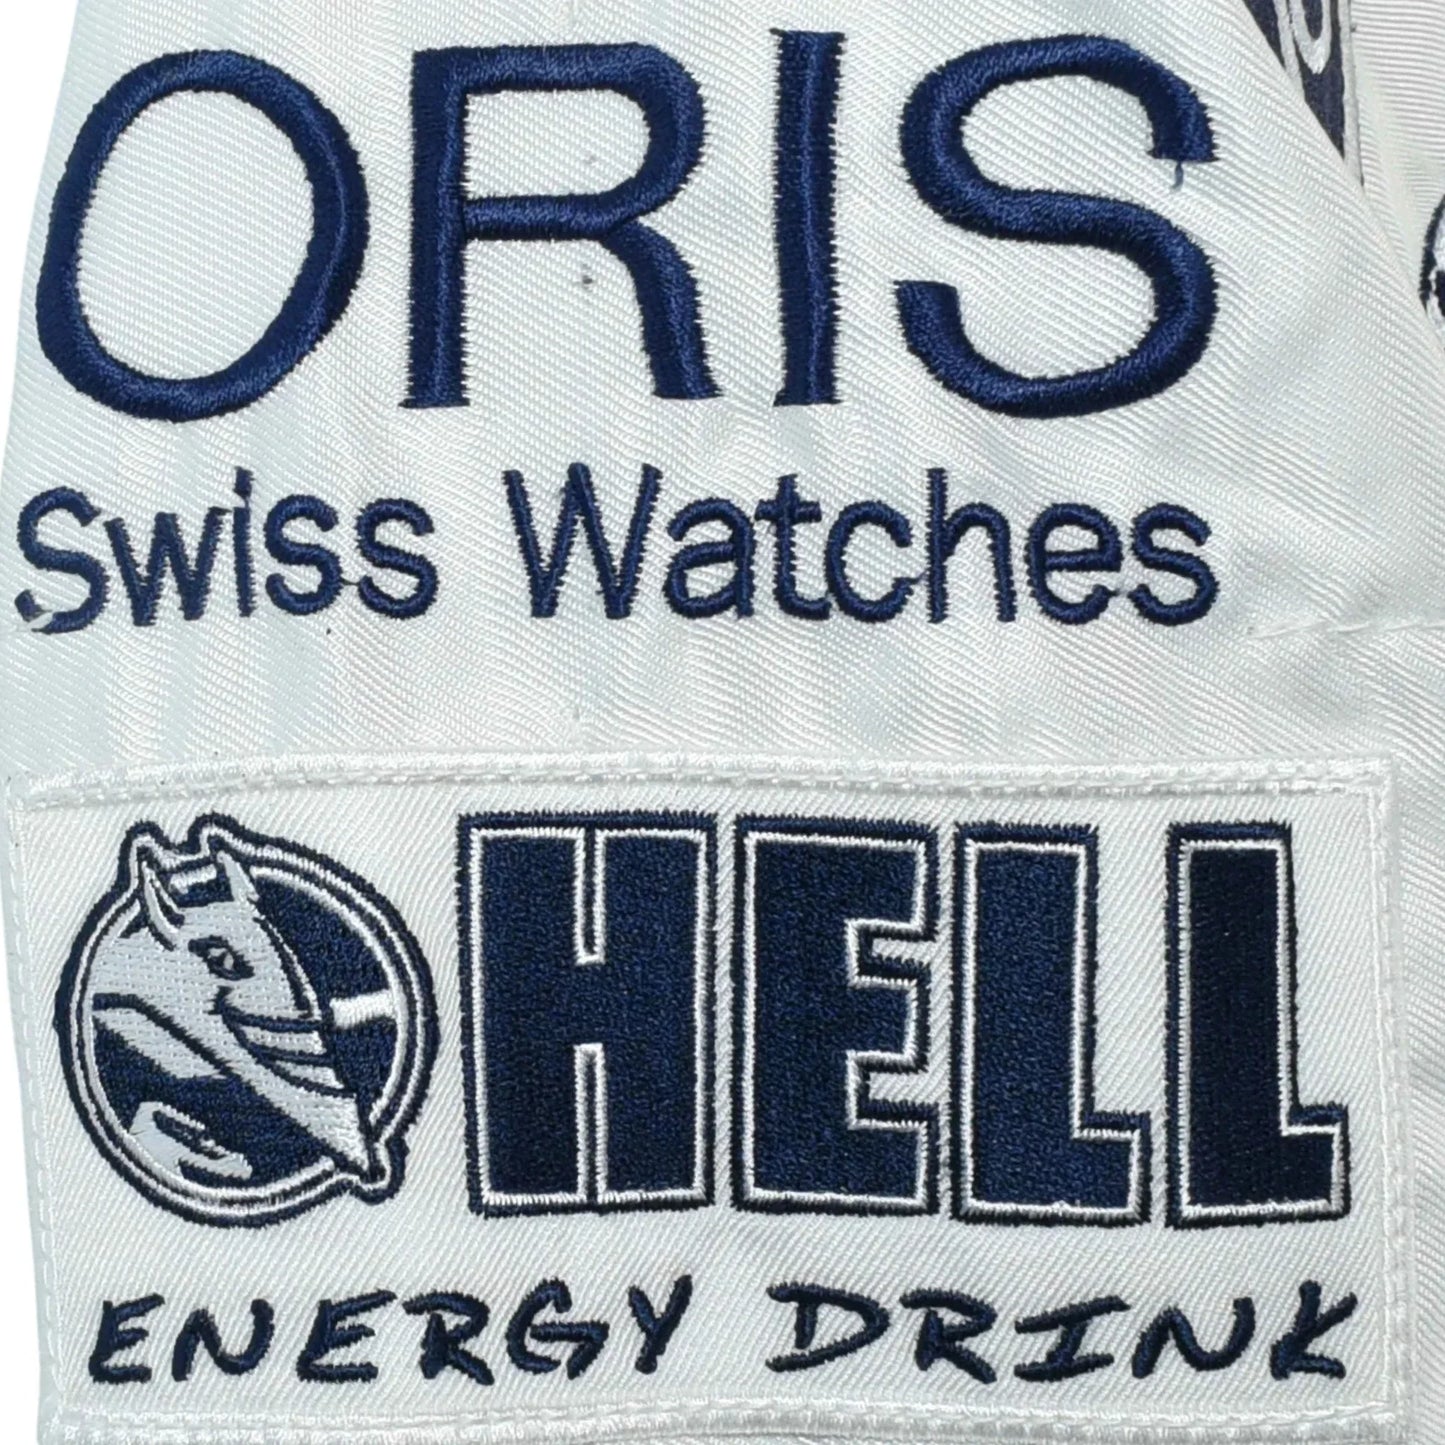 ORIS
Swiss Watches
HELL
ENERGY DRINK